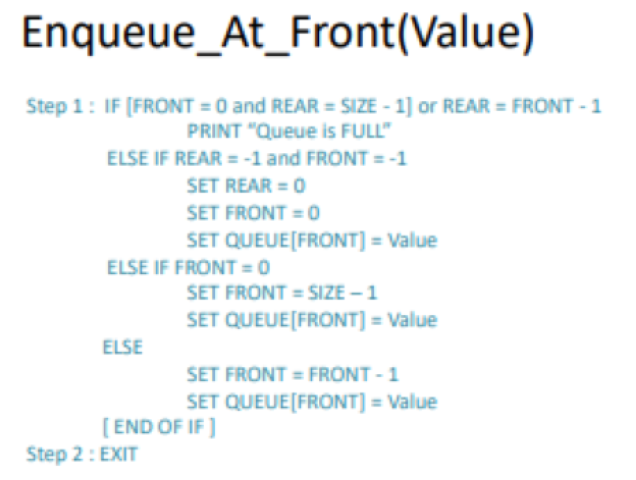 Enqueue_At_Front(Value)
Step 1 : IF [FRONT = 0 and REAR = SIZE - 1] or REAR = FRONT - 1
PRINT "Queue is FULL"
ELSE IF REAR = -1 and FRONT = -1
SET REAR = 0
SET FRONT = 0
SET QUEUE[FRONT] = Value
ELSE IF FRONT = 0
SET FRONT = SIZE – 1
SET QUEUE[FRONT] = Value
ELSE
SET FRONT = FRONT - 1
SET QUEUE[FRONT] = Value
[ END OF IF ]
Step 2 : EXIT